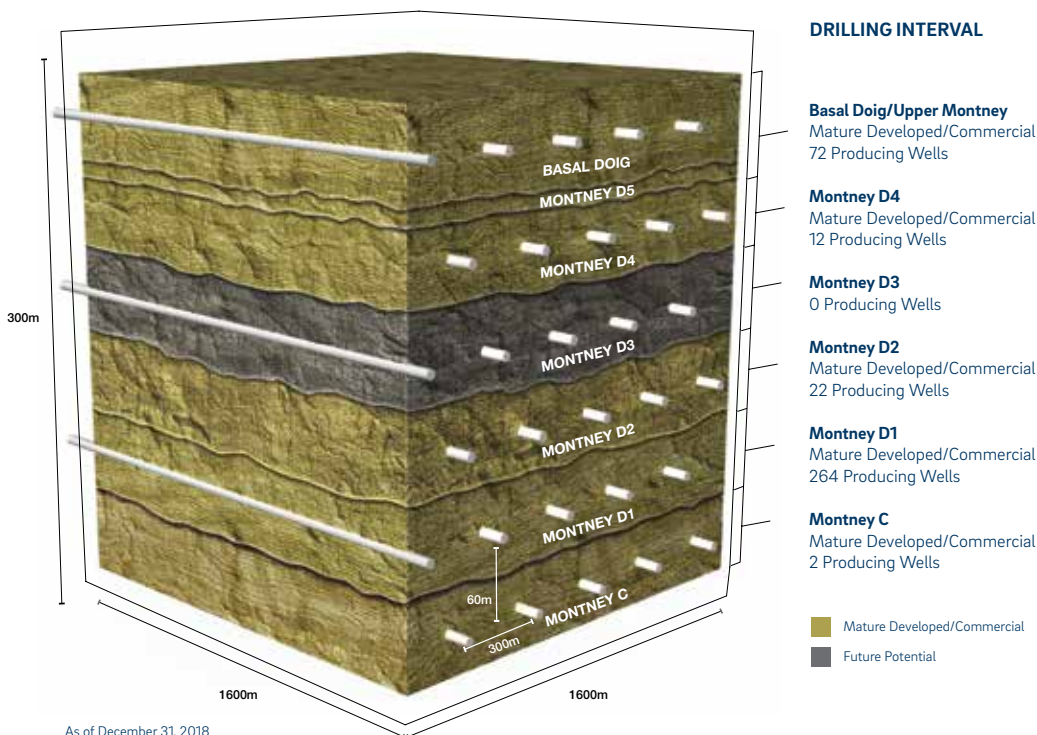 DRILLING INTERVAL
300m
BASAL DOIG
MONTNEY D5
MONTNEY D4
MONTNEY D3
MONTNEY D2
MONTNEY D1
MONTNEY C
60m
300m
1600m
1600m
Basal Doig/Upper Montney
Mature Developed/Commercial
72 Producing Wells
Montney D4
Mature Developed/Commercial
12 Producing Wells
Montney D3
0 Producing Wells
Montney D2
Mature Developed/Commercial
22 Producing Wells
Montney D1
Mature Developed/Commercial
264 Producing Wells
Montney C
Mature Developed/Commercial
2 Producing Wells
Mature Developed/Commercial
Future Potential
As of December 31, 2018